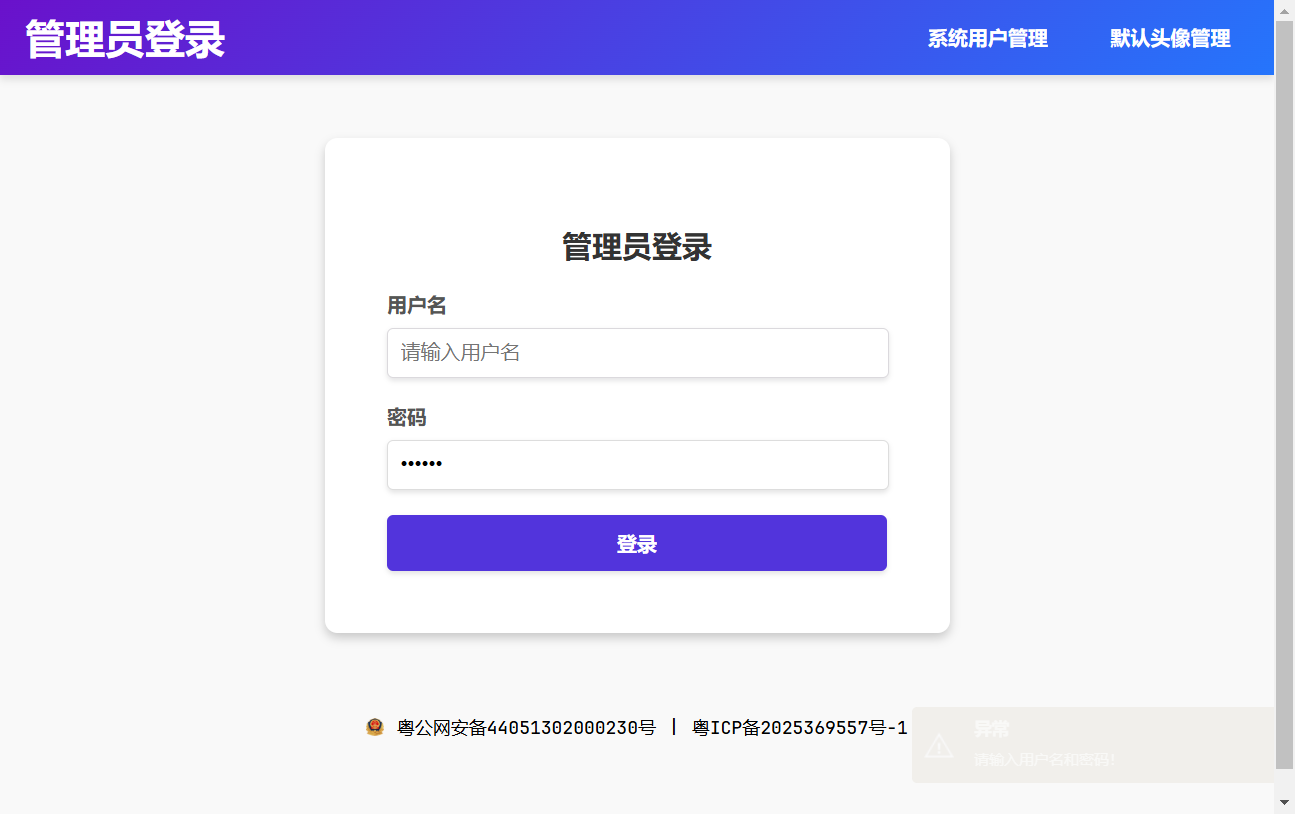 管理员登录
系统用户管理
默认头像管理
管理员登录
用户名
请输入用户名
密码
••••••
登录
粤公网安备44051302000230号 | 粤ICP备2025369557号-1
异常
请输入用户名和密码!